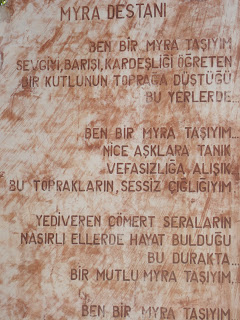 MYRA DESTANI
BEN BİR MYRA TAŞIYIM
SEVGİYİ, BARIŞI, KARDEŞLİĞİ ÖĞRETEN
BİR KUTLUNUN TOPRAĞA DÜŞTÜĞÜ
BU YERLERDE...
BEN BİR MYRA TAŞIYIM...
NİCE AŞKLARA TANIK
VEFASIZLIĞA ALIŞIK
BU TOPRAKLARIN, SESSİZ ÇIĞLIĞIYIM
YEDİVEREN CÖMERT SERALARIN
NASIRLI ELLERDE HAYAT BULDUĞU
BU DURAKTA...
BİR MUTLU MYRA TAŞIYIM,
BEN BİR MYRA TAŞIYIM